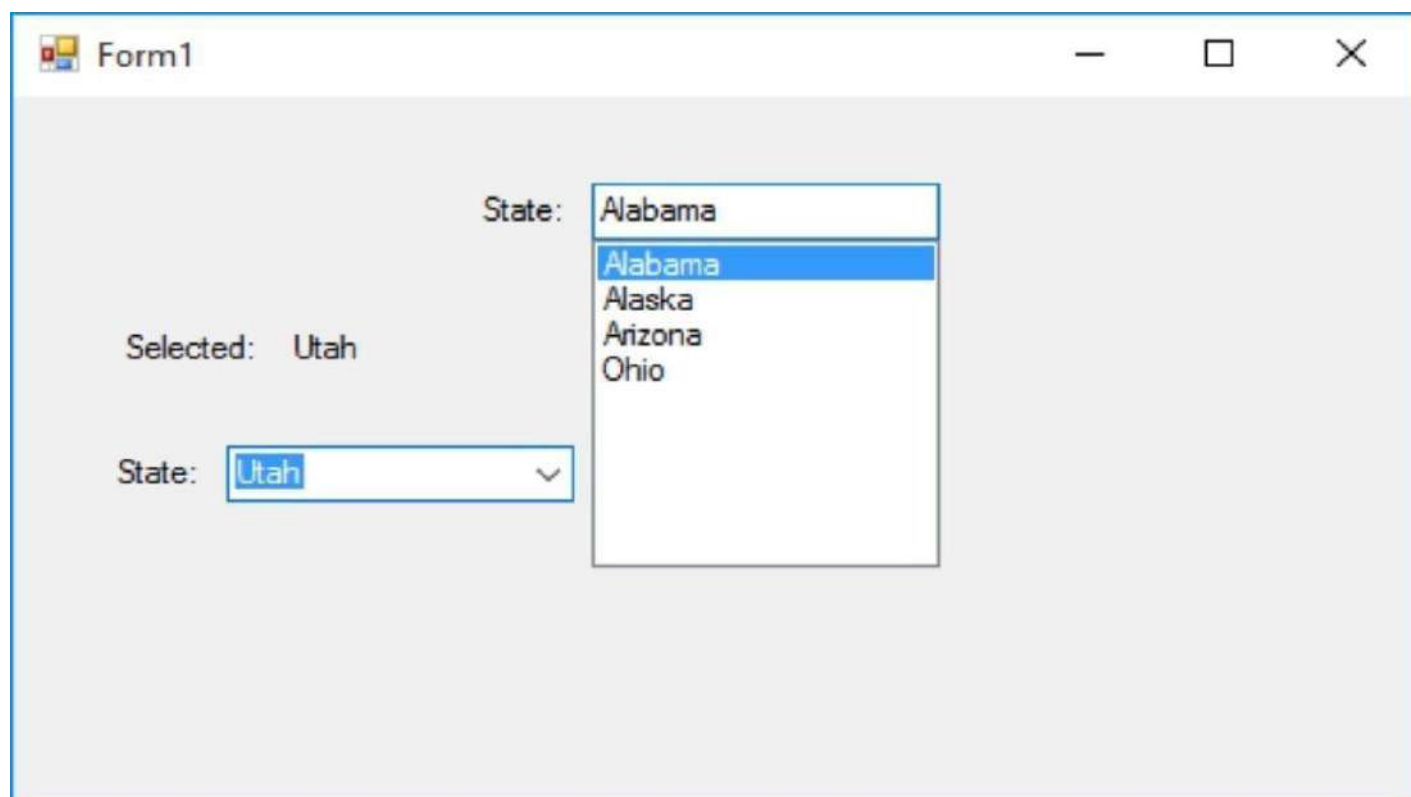 Form1
State: Alabama
Alabama
Alaska
Arizona
Ohio
Selected: Utah
State: Utah